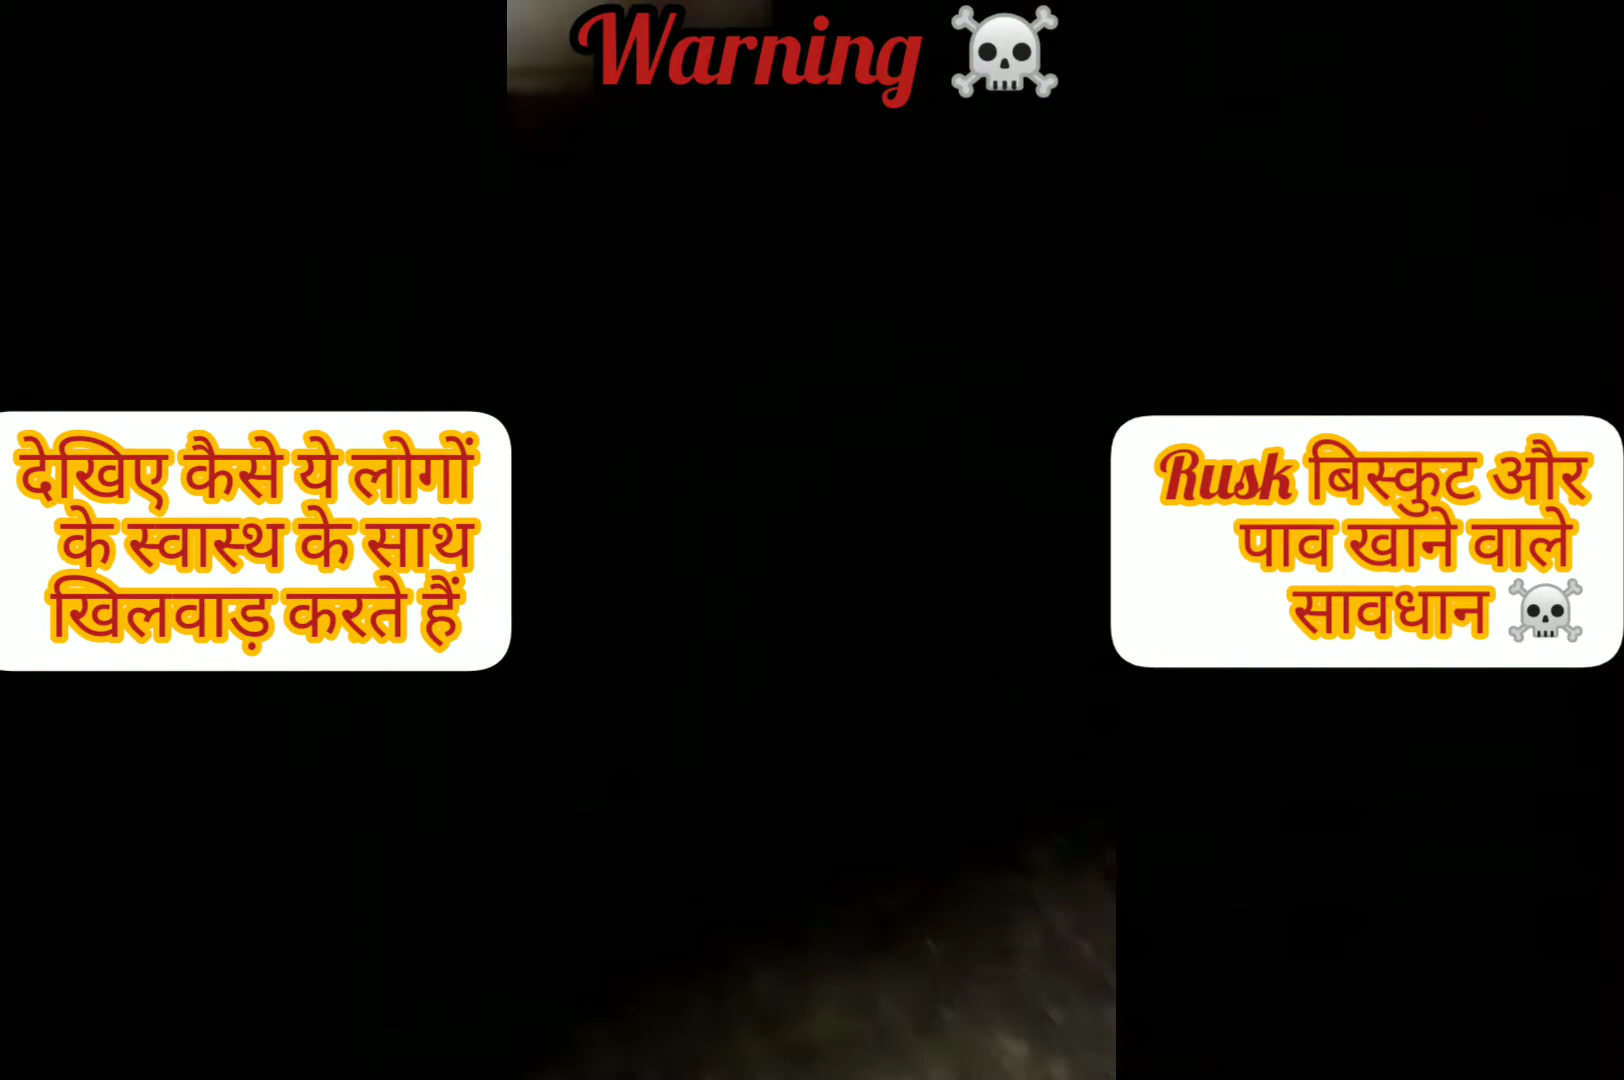 Warning ☠️
देखिए कैसे ये लोगों
के स्वास्थ के साथ
खिलवाड़ करते हैं
Rusk बिस्कुट और
पाव खाने वाले
सावधान ☠️